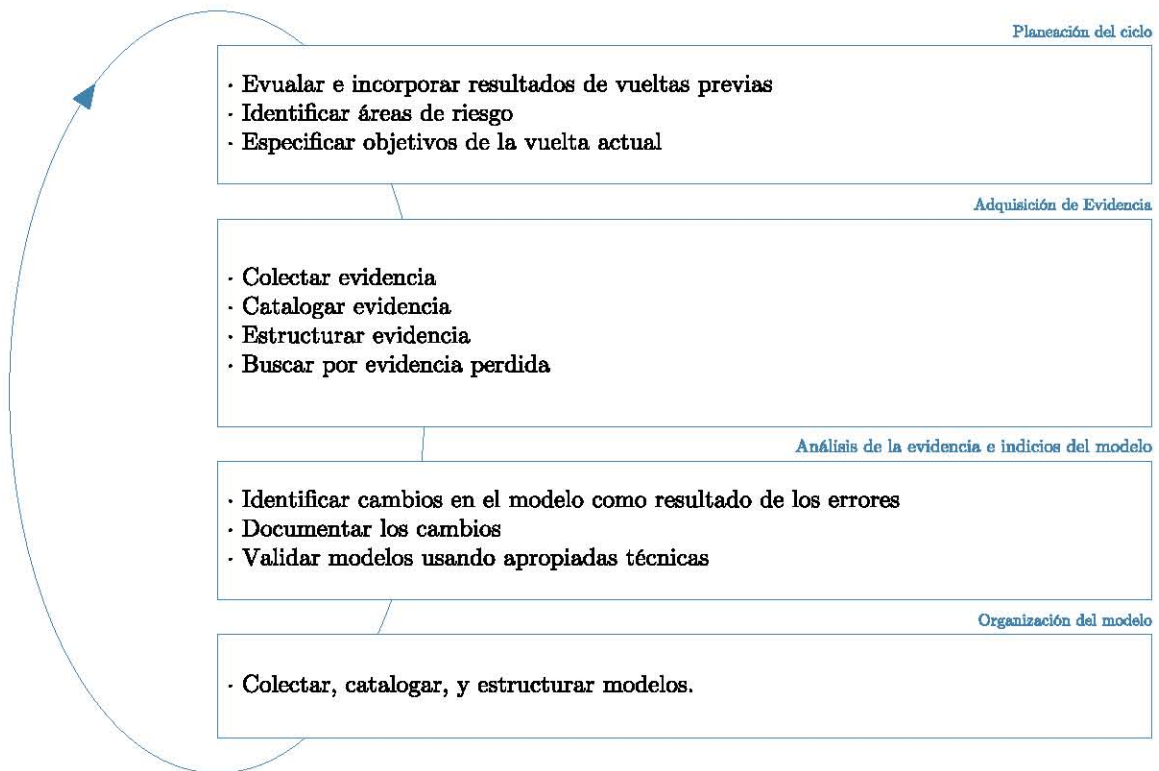 Planeación del ciclo
· Evualar e incorporar resultados de vueltas previas
· Identificar áreas de riesgo
· Especificar objetivos de la vuelta actual
Adquisición de Evidencia
· Colectar evidencia
· Catalogar evidencia
· Estructurar evidencia
· Buscar por evidencia perdida
Análisis de la evidencia e indicios del modelo
· Identificar cambios en el modelo como resultado de los errores
· Documentar los cambios
· Validar modelos usando apropiadas técnicas
Organización del modelo
· Colectar, catalogar, y estructurar modelos.